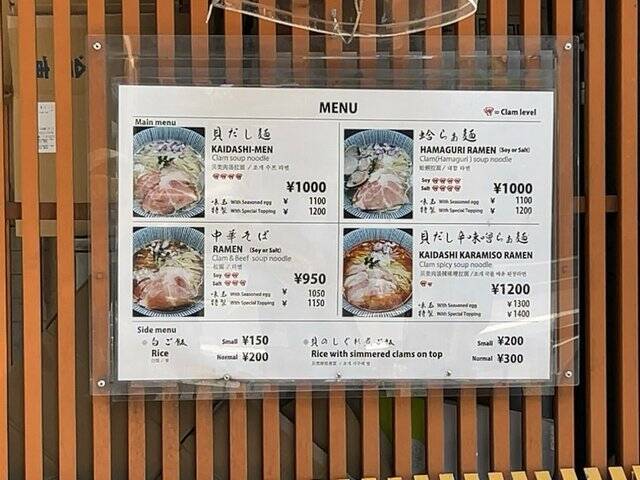 MENU
= Clam level
Main menu
貝だし麺
KAIDASHI-MEN
Clam soup noodle
¥1000
味玉 With Seasoned egg ¥ 1100
特製 With Special Topping ¥ 1200
蛤らぁ麺
HAMAGURI RAMEN (Soy or Salt)
Clam(Hamaguri) soup noodle
Soy
Salt
¥1000
味玉 With Seasoned egg ¥ 1100
特製 With Special Topping ¥ 1200
中華そば
RAMEN (Soy or Salt)
Clam & Beef soup noodle
拉麺 / 라멘
Soy
Salt
¥950
味玉 With Seasoned egg ¥ 1050
特製 With Special Topping ¥ 1150
貝だし辛味噌らぁ麺
KAIDASHI KARAMISO RAMEN
Clam spicy soup noodle
¥1200
味玉 With Seasoned egg ¥1300
特製 With Special Topping ¥1400
Side menu
白ご飯
Rice
Small ¥150
Normal ¥200
貝のしぐれ煮ご飯
Rice with simmered clams on top
Small ¥200
Normal ¥300